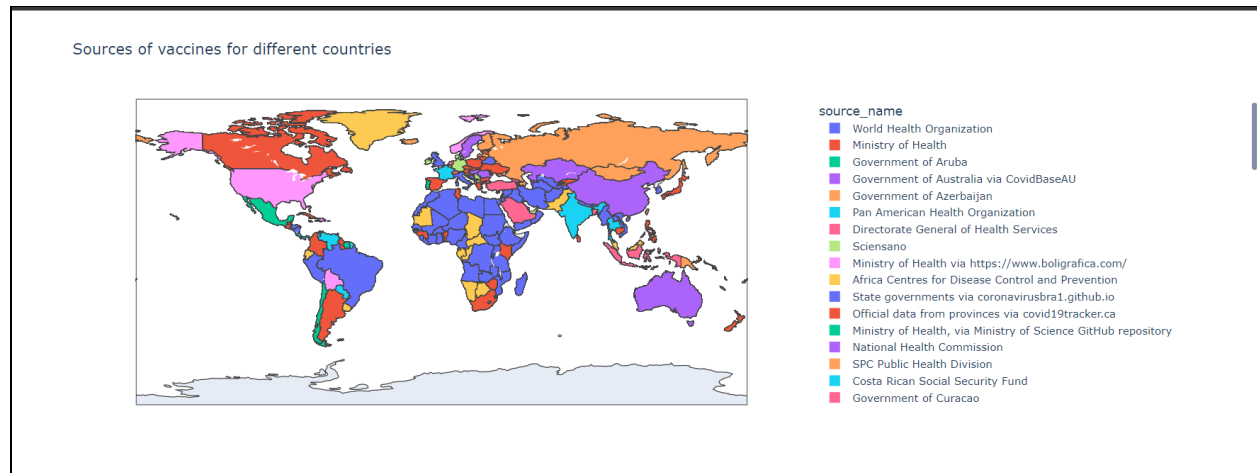 Sources of vaccines for different countries
source_name
World Health Organization
Ministry of Health
Government of Aruba
Government of Australia via CovidBaseAU
Government of Azerbaijan
Pan American Health Organization
Directorate General of Health Services
Sciensano
Ministry of Health via https://www.boligrafica.com/
Africa Centres for Disease Control and Prevention
State governments via coronavirusbra1.github.io
Official data from provinces via covid19tracker.ca
Ministry of Health, via Ministry of Science GitHub repository
National Health Commission
SPC Public Health Division
Costa Rican Social Security Fund
Government of Curacao